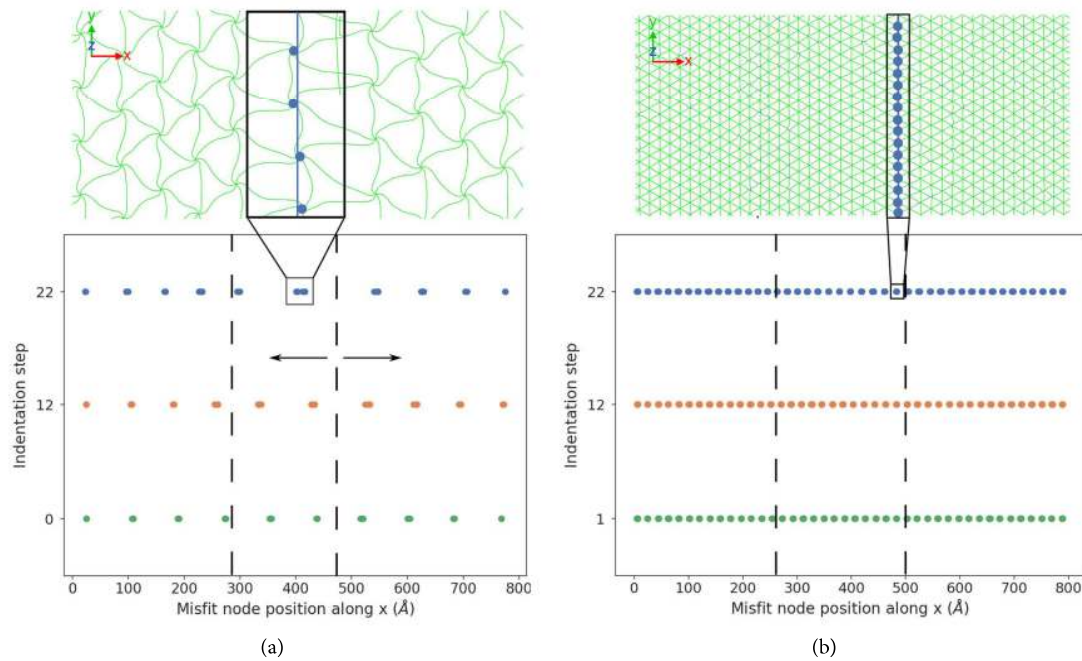 y
z
x
22
12
0
Indentation step
0 100 200 300 400 500 600 700 800
Misfit node position along x (Å)
(a)
y
z
x
22
12
1
Indentation step
0 100 200 300 400 500 600 700 800
Misfit node position along x (Å)
(b)